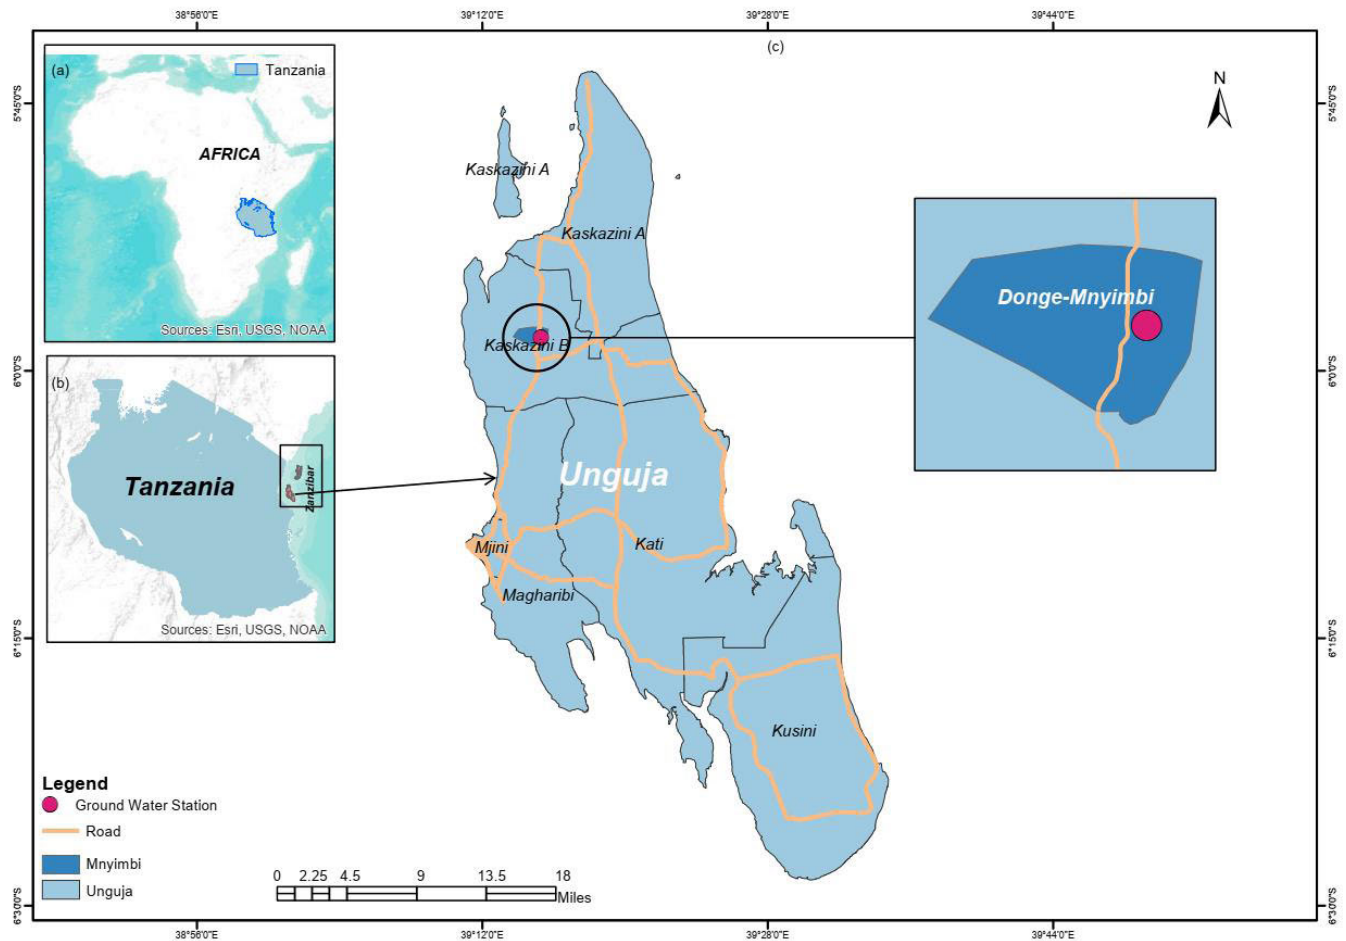 38°56'0"E 39°12'0"E 39°28'0"E 39°44'0"E
(c)
(a)
Tanzania
AFRICA
Sources: Esri, USGS, NOAA
(b)
Tanzania
Zanzibar
Sources: Esri, USGS, NOAA
N
5°45'0"S
5°45'0"S
6°0'0"S
6°0'0"S
6°15'0"S
6°15'0"S
6°3'0"S
6°3'0"S
Kaskazini A
Kaskazini A
Kaskazini B
Donge-Mnyimbi
Unguja
Mjini
Kati
Magharibi
Kusini
Legend
Ground Water Station
Road
Mnyimbi
Unguja
0 2.25 4.5 9 13.5 18
Miles
38°56'0"E 39°12'0"E 39°28'0"E 39°44'0"E